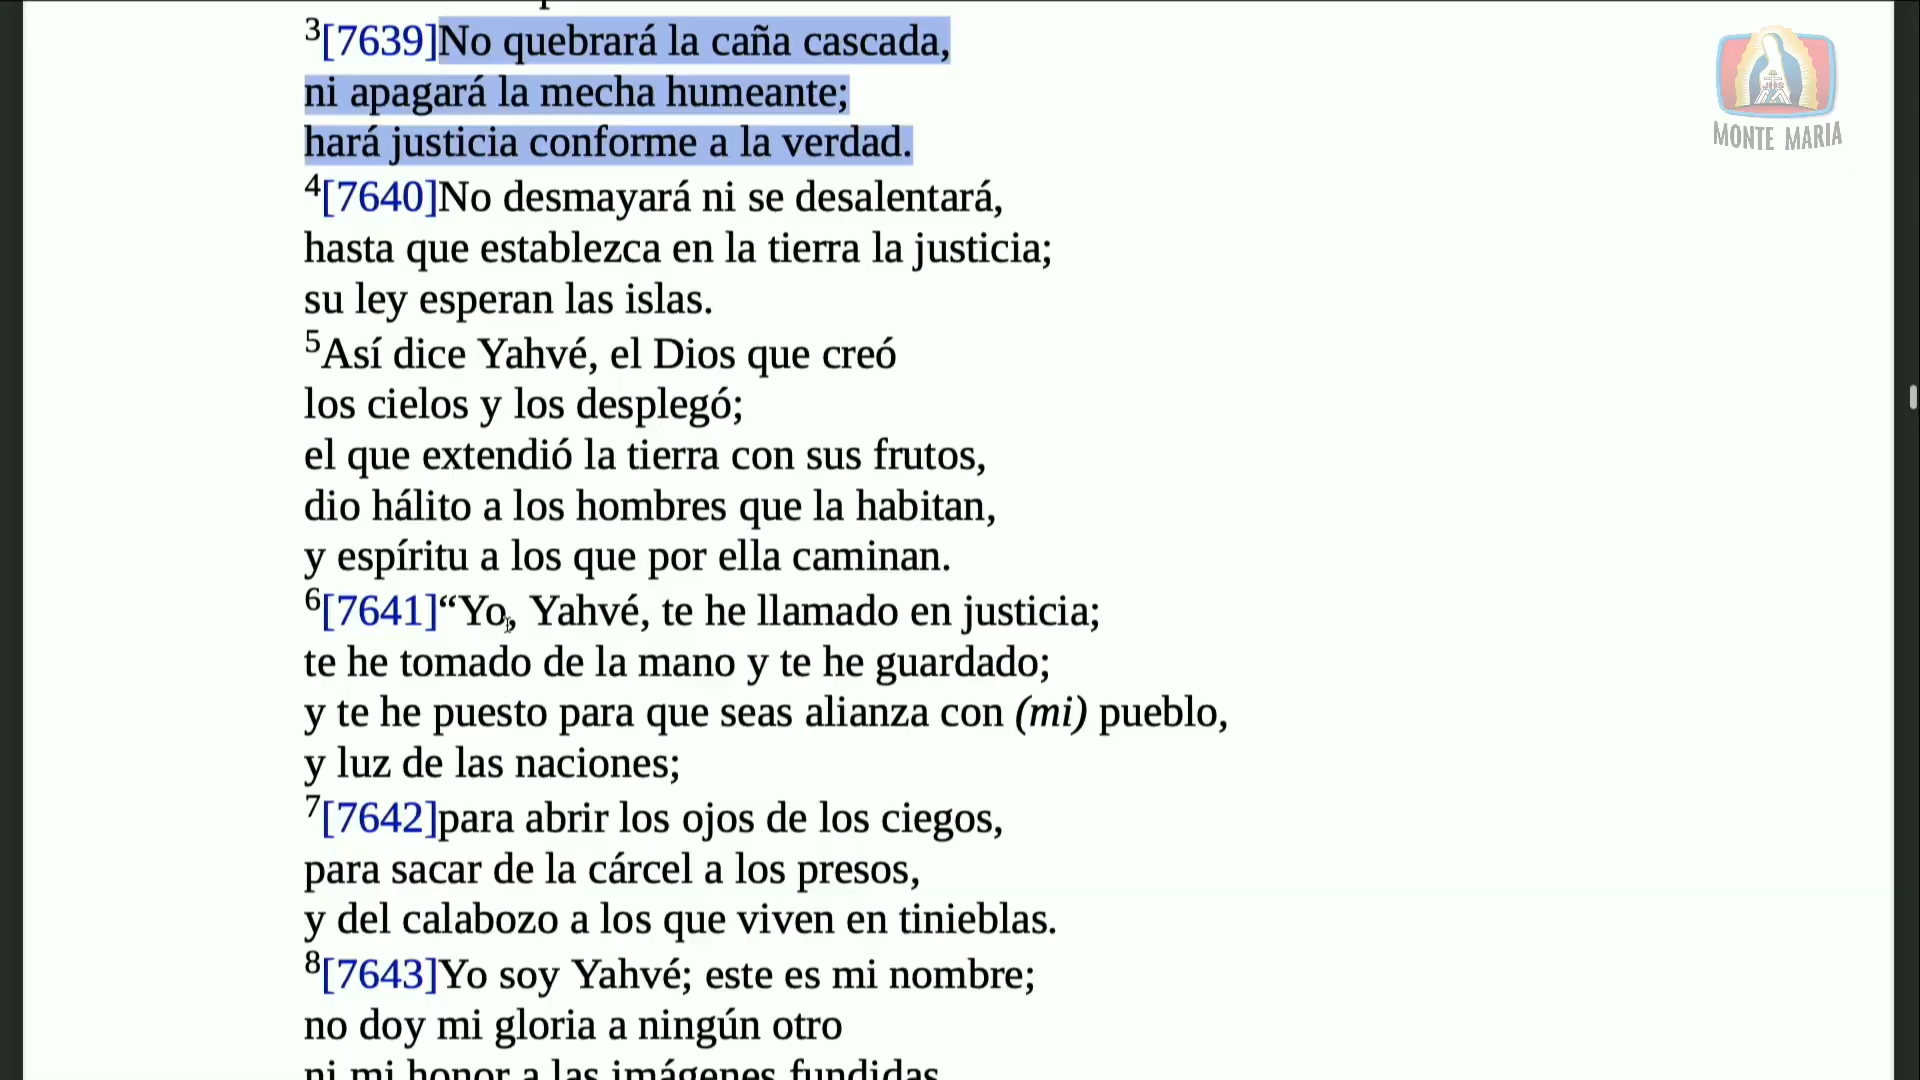 ³[7639]No quebrará la caña cascada,
ni apagará la mecha humeante;
hará justicia conforme a la verdad.
⁴[7640]No desmayará ni se desalentará,
hasta que establezca en la tierra la justicia;
su ley esperan las islas.
⁵Así dice Yahvé, el Dios que creó
los cielos y los desplegó;
el que extendió la tierra con sus frutos,
dio hálito a los hombres que la habitan,
y espíritu a los que por ella caminan.
⁶[7641]“Yo, Yahvé, te he llamado en justicia;
te he tomado de la mano y te he guardado;
y te he puesto para que seas alianza con (mi) pueblo,
y luz de las naciones;
⁷[7642]para abrir los ojos de los ciegos,
para sacar de la cárcel a los presos,
y del calabozo a los que viven en tinieblas.
⁸[7643]Yo soy Yahvé; este es mi nombre;
no doy mi gloria a ningún otro
ni mi honor a las imágenes fundidas
JHS
MONTE MARIA